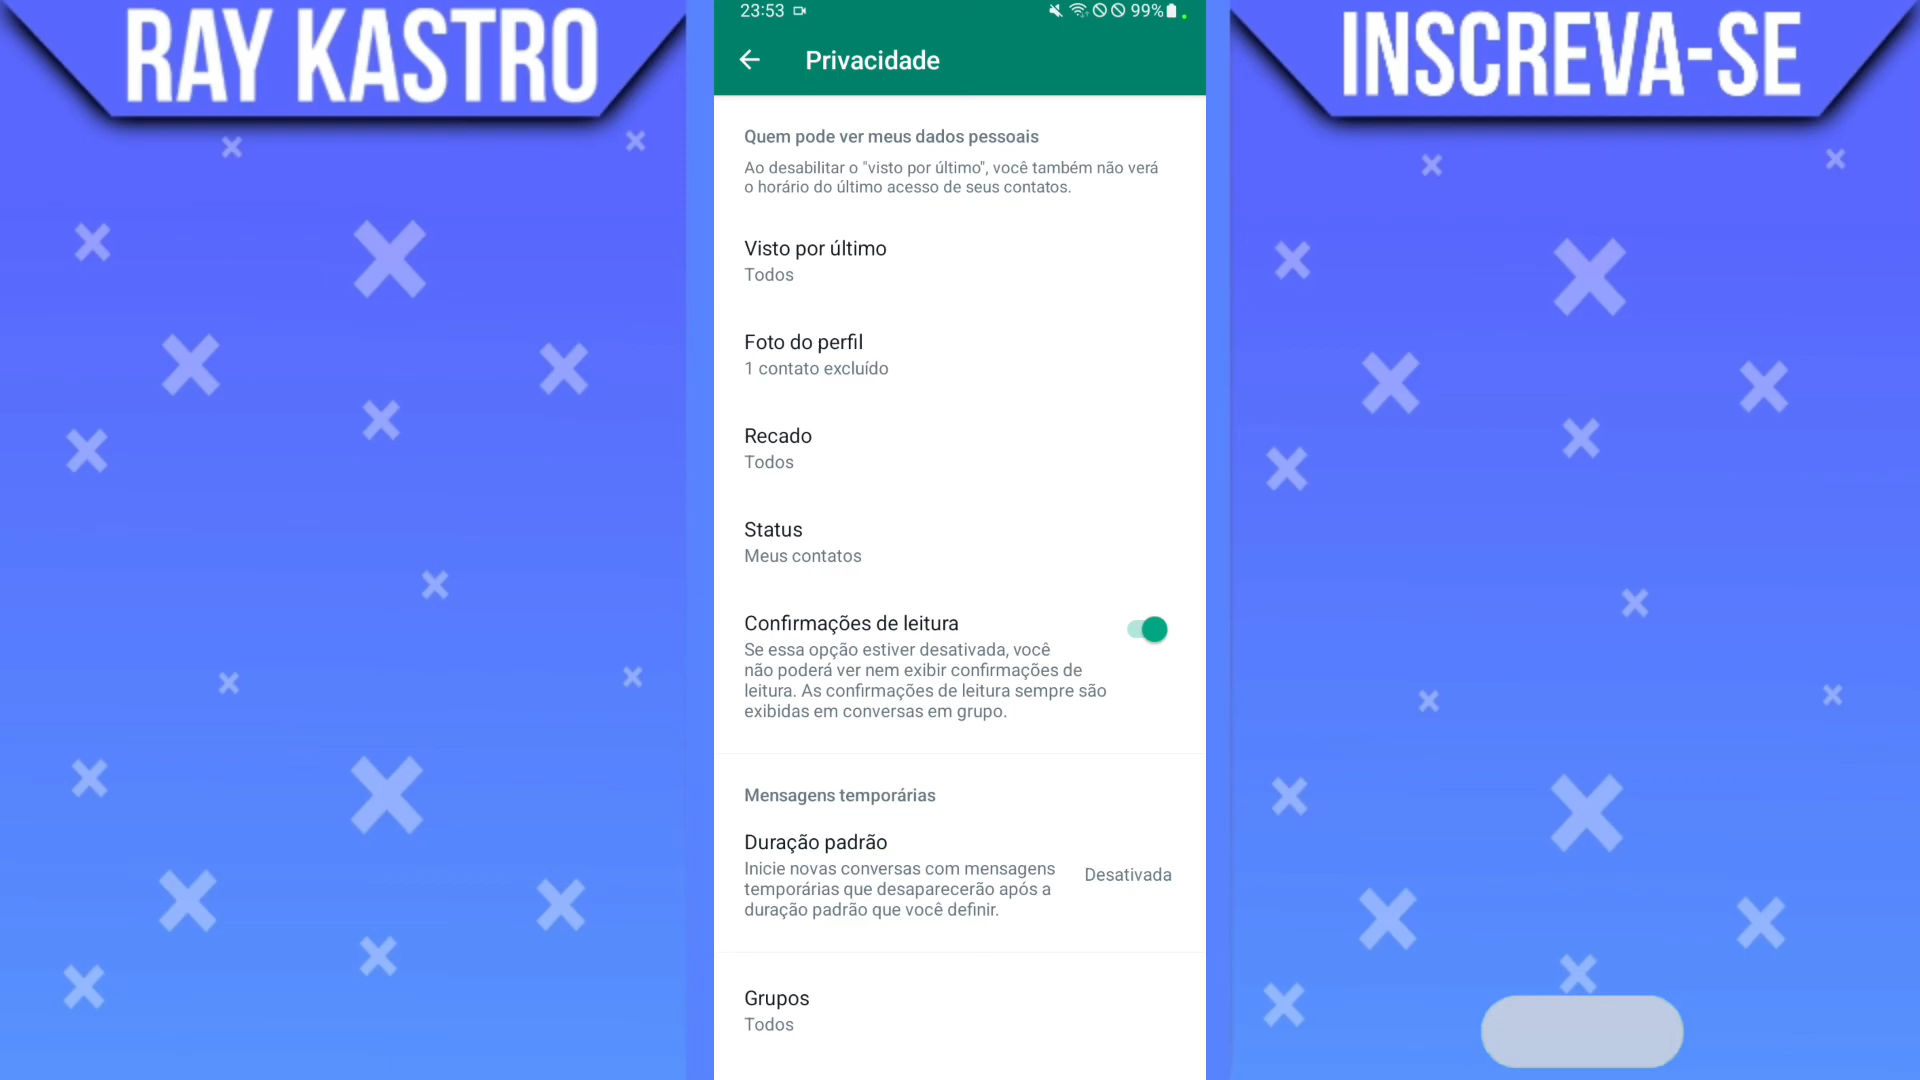 RAY KASTRO
INSCREVA-SE
23:53
99%
Privacidade
Quem pode ver meus dados pessoais
Ao desabilitar o "visto por último", você também não verá
o horário do último acesso de seus contatos.
Visto por último
Todos
Foto do perfil
1 contato excluído
Recado
Todos
Status
Meus contatos
Confirmações de leitura
Se essa opção estiver desativada, você
não poderá ver nem exibir confirmações de
leitura. As confirmações de leitura sempre são
exibidas em conversas em grupo.
Mensagens temporárias
Duração padrão
Inicie novas conversas com mensagens
temporárias que desaparecerão após a
duração padrão que você definir.
Desativada
Grupos
Todos